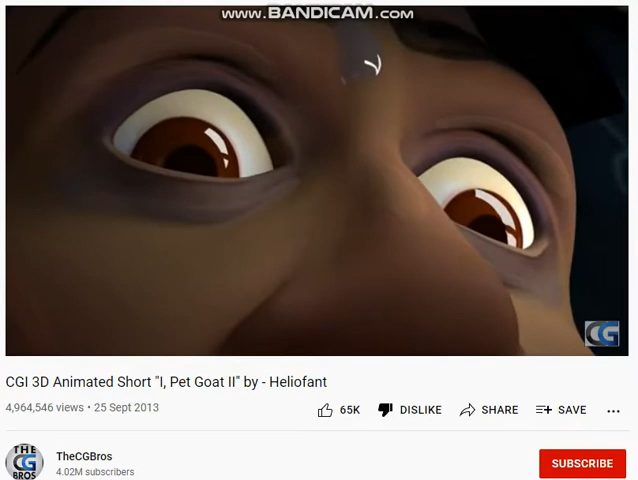 www.BANDICAM.com
CG
CGI 3D Animated Short "I, Pet Goat II" by - Heliofant
4,964,546 views • 25 Sept 2013
65K DISLIKE SHARE SAVE ...
THE CG BROS
TheCGBros
4.02M subscribers
SUBSCRIBE